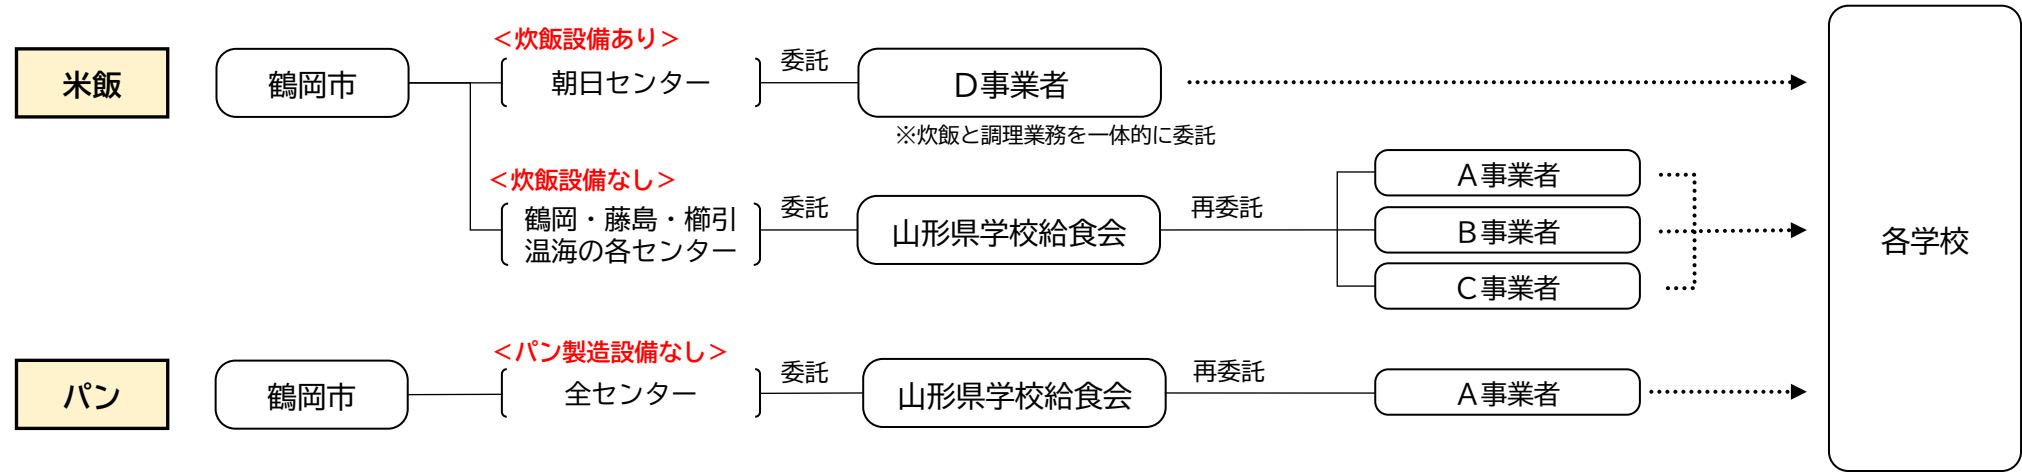 米飯
鶴岡市
＜炊飯設備あり＞
朝日センター
委託
Ｄ事業者
※炊飯と調理業務を一体的に委託
＜炊飯設備なし＞
鶴岡・藤島・櫛引
温海の各センター
委託
山形県学校給食会
再委託
Ａ事業者
Ｂ事業者
Ｃ事業者
各学校
パン
鶴岡市
＜パン製造設備なし＞
全センター
委託
山形県学校給食会
再委託
Ａ事業者